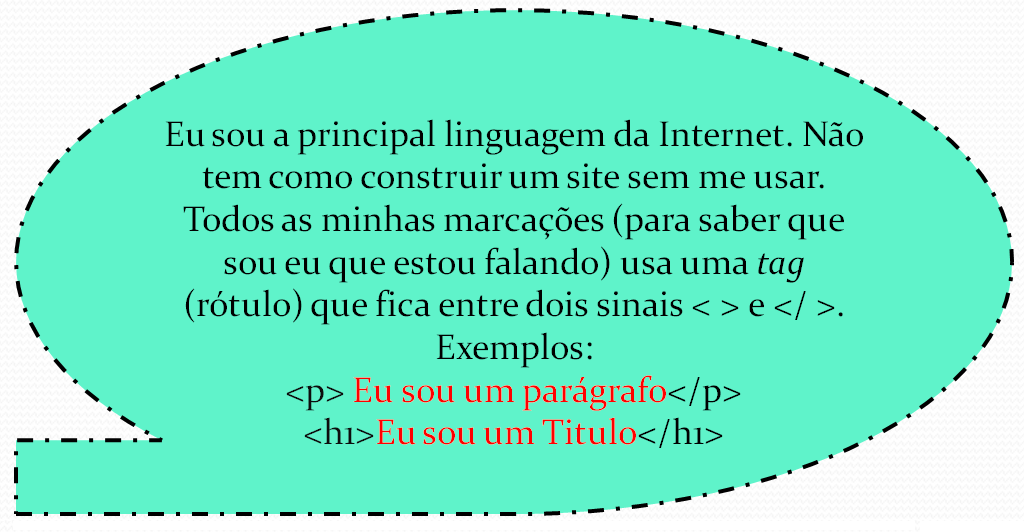 Eu sou a principal linguagem da Internet. Não
tem como construir um site sem me usar.
Todos as minhas marcações (para saber que
sou eu que estou falando) usa uma tag
(rótulo) que fica entre dois sinais < > e </ >.
Exemplos:
<p> Eu sou um parágrafo</p>
<h1>Eu sou um Titulo</h1>